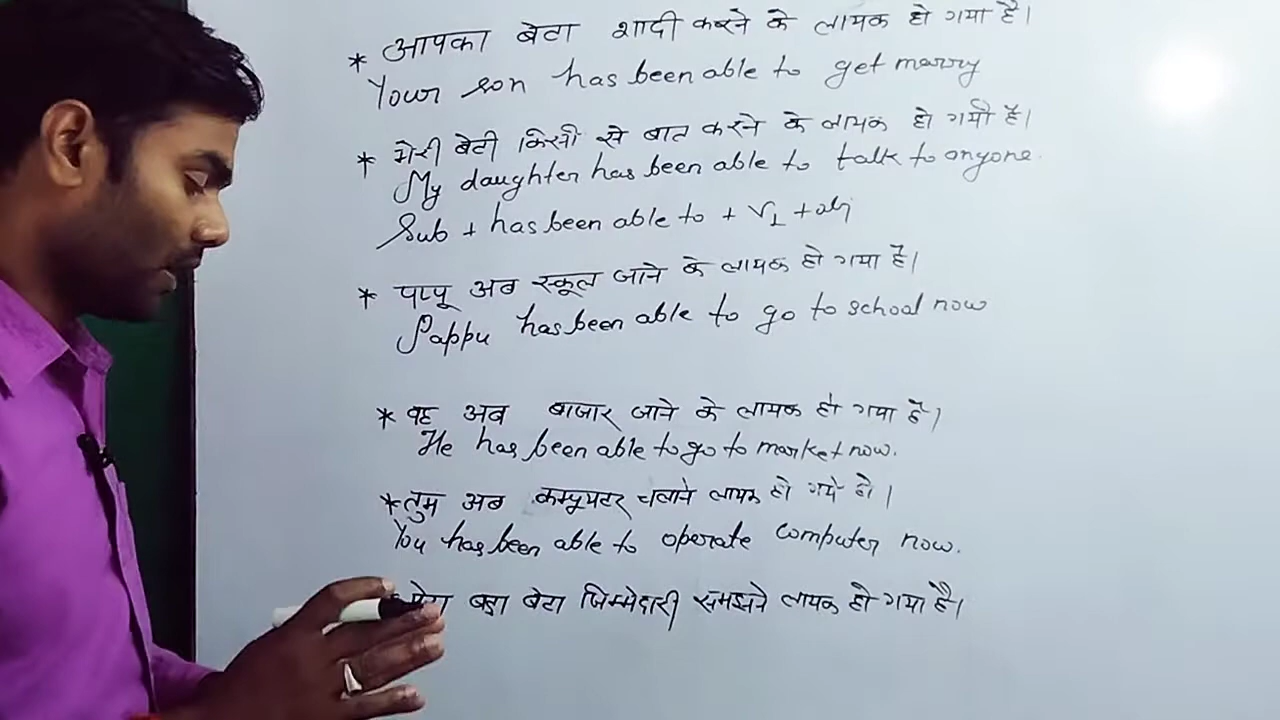 * आपका बेटा शादी करने के लायक हो गया है।
Your son has been able to get marry
* मेरी बेटी किसी से बात करने के लायक हो गयी है।
My daughter has been able to talk to anyone.
Sub + has been able to + V1 + obj
* पप्पू अब स्कूल जाने के लायक हो गया है।
Pappu has been able to go to school now
* वह अब बाजार जाने के लायक हो गया है।
He has been able to go to market now.
* तुम अब कम्प्यूटर चलाने लायक हो गये हो।
You has been able to operate computer now.
बड़ा बेटा जिम्मेदारी समझने लायक हो गया है।